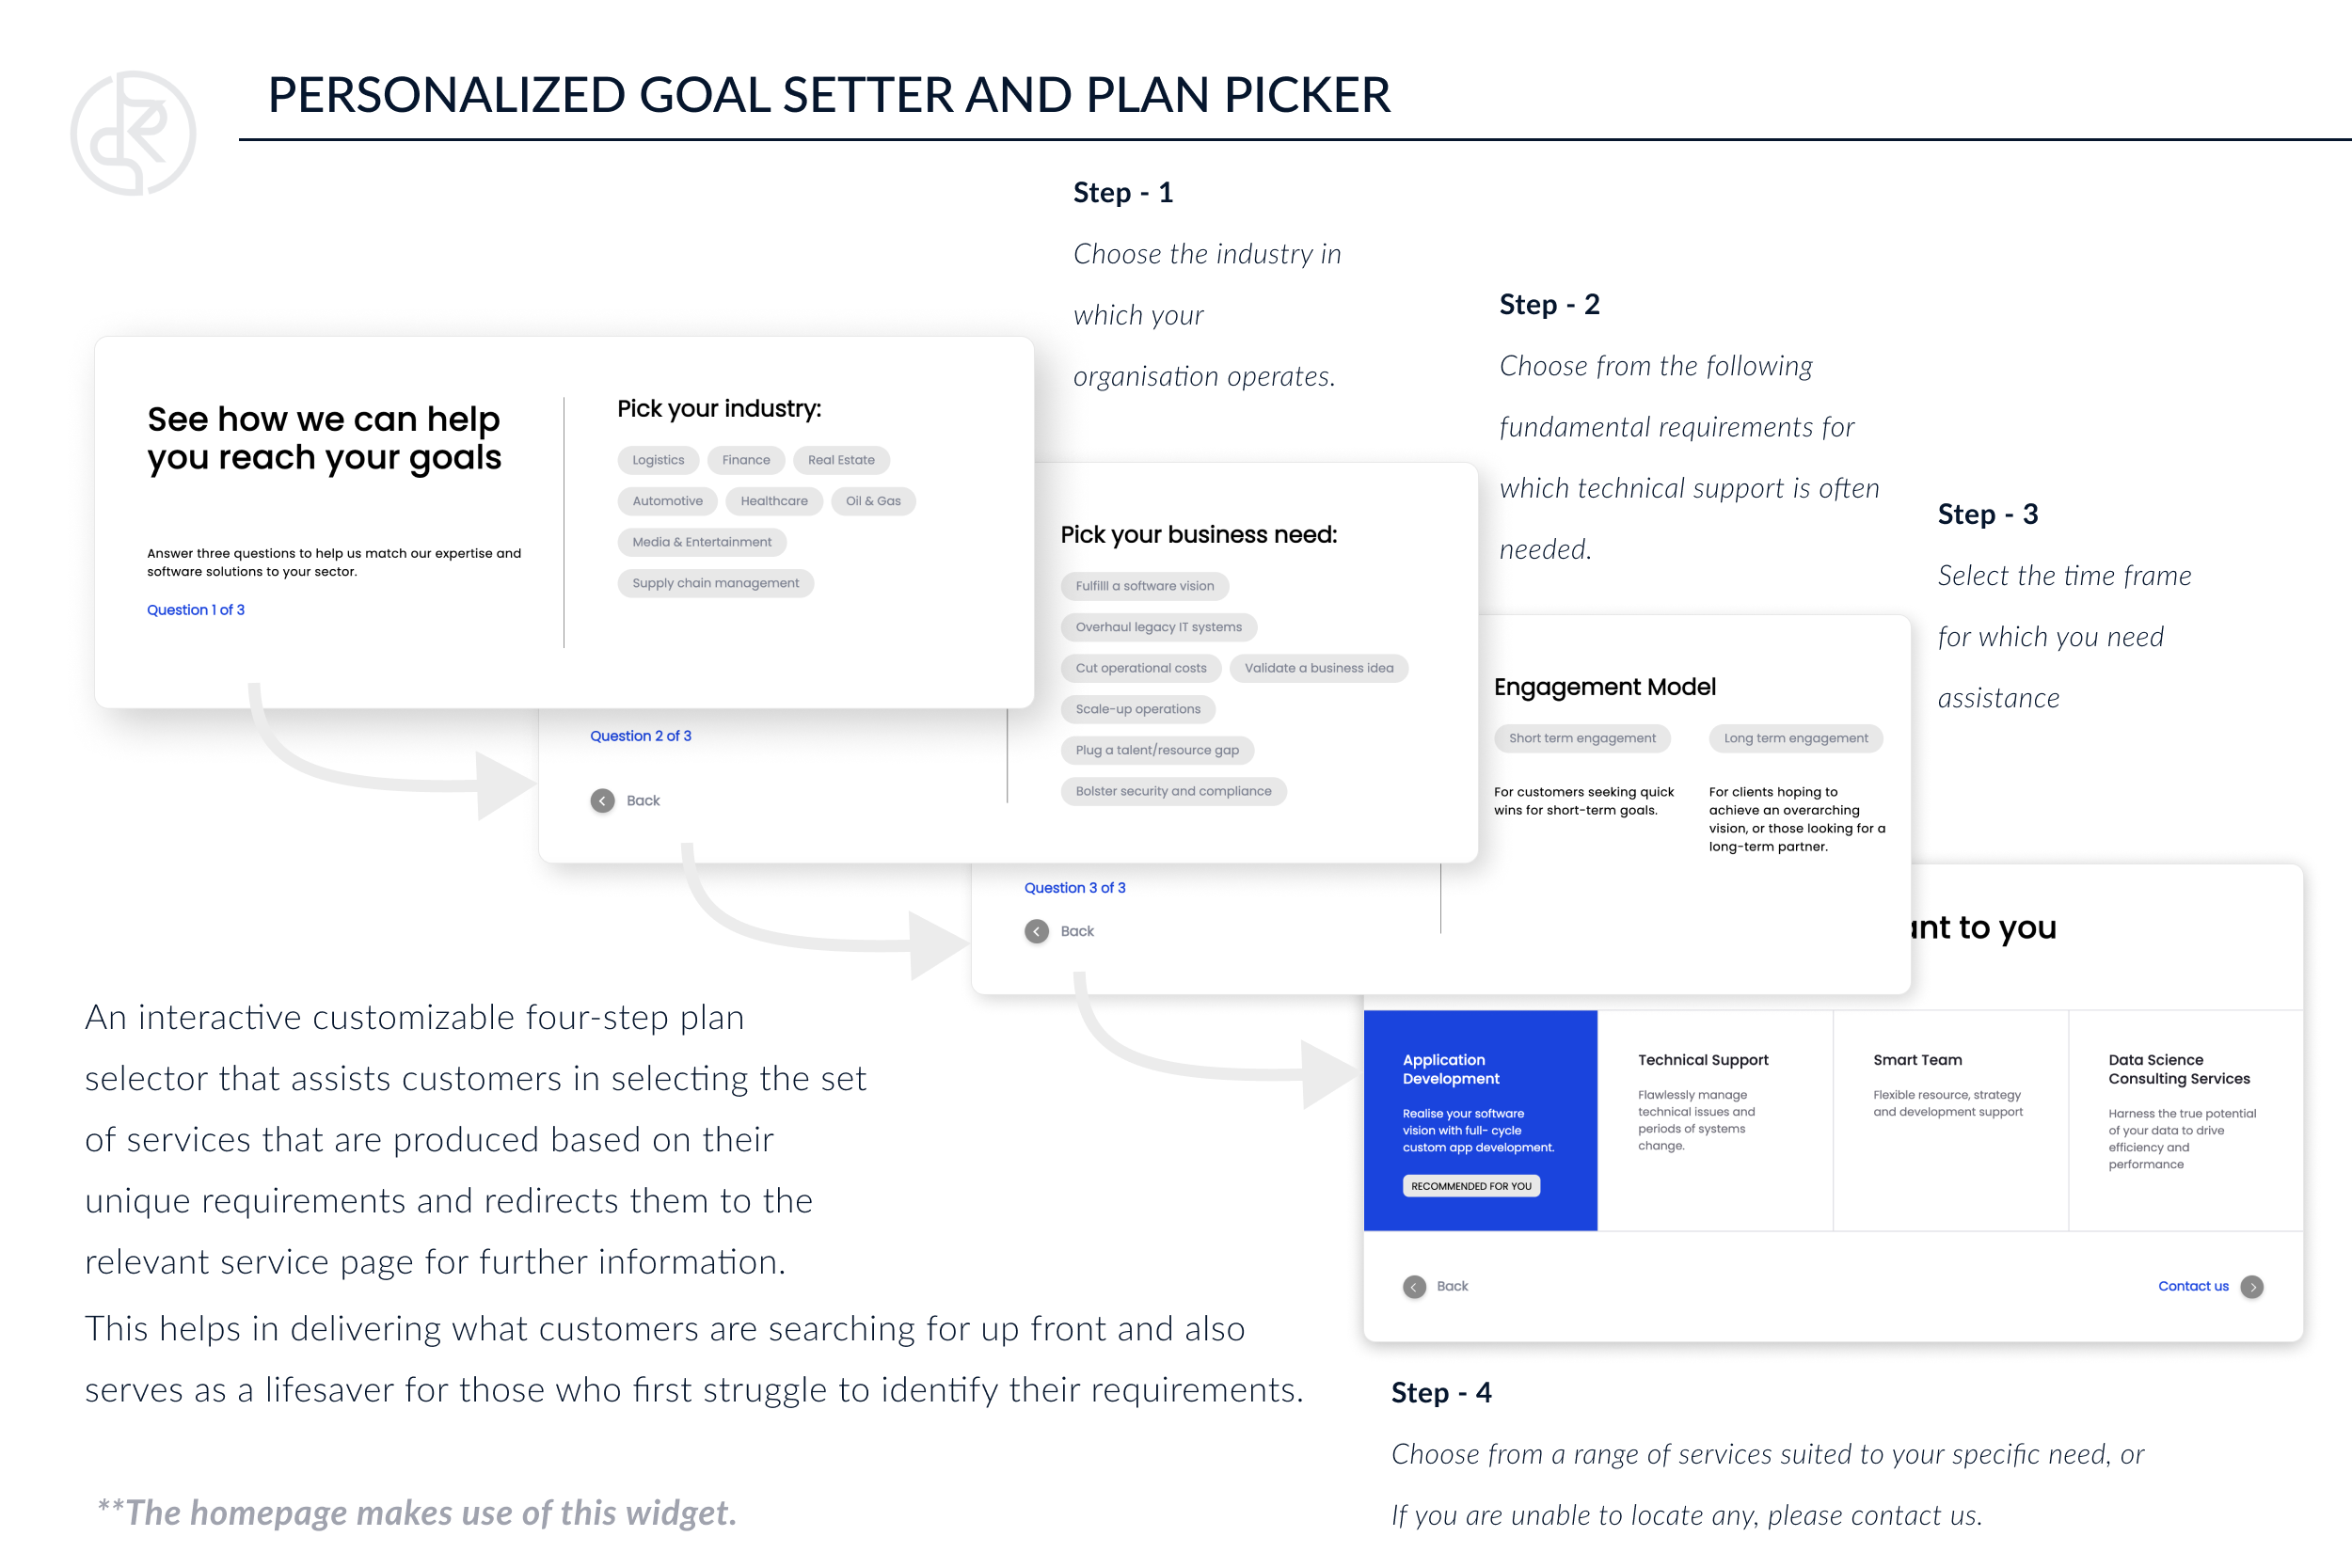 PERSONALIZED GOAL SETTER AND PLAN PICKER
Step - 1
Choose the industry in
which your
organisation operates.
Step - 2
Choose from the following
fundamental requirements for
which technical support is often
needed.
Step - 3
Select the time frame
for which you need
assistance
See how we can help
you reach your goals
Answer three questions to help us match our expertise and
software solutions to your sector.
Question 1 of 3
Pick your industry:
Logistics Finance Real Estate
Automotive Healthcare Oil & Gas
Media & Entertainment
Supply chain management
Question 2 of 3
Back
Pick your business need:
Fulfilll a software vision
Overhaul legacy IT systems
Cut operational costs Validate a business idea
Scale-up operations
Plug a talent/resource gap
Bolster security and compliance
Question 3 of 3
Back
Engagement Model
Short term engagement Long term engagement
For customers seeking quick
wins for short-term goals.
For clients hoping to
achieve an overarching
vision, or those looking for a
long-term partner.
to you
Application
Development
Realise your software
vision with full- cycle
custom app development.
RECOMMENDED FOR YOU
Technical Support
Flawlessly manage
technical issues and
periods of systems
change.
Smart Team
Flexible resource, strategy
and development support
Data Science
Consulting Services
Harness the true potential
of your data to drive
efficiency and
performance
Back
Contact us
An interactive customizable four-step plan
selector that assists customers in selecting the set
of services that are produced based on their
unique requirements and redirects them to the
relevant service page for further information.
This helps in delivering what customers are searching for up front and also
serves as a lifesaver for those who first struggle to identify their requirements.
Step - 4
Choose from a range of services suited to your specific need, or
If you are unable to locate any, please contact us.
**The homepage makes use of this widget.